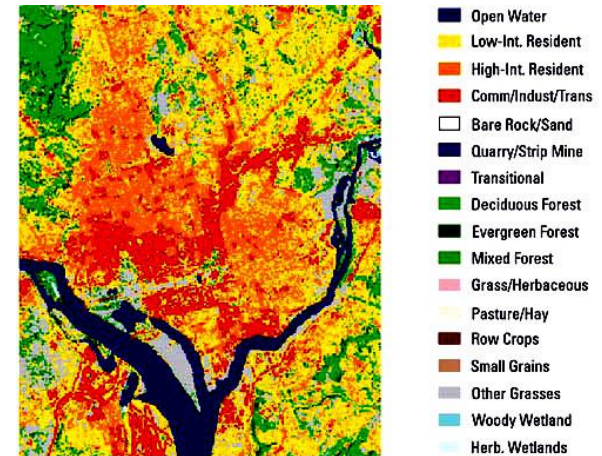 Open Water
Low-Int. Resident
High-Int. Resident
Comm/Indust/Trans
Bare Rock/Sand
Quarry/Strip Mine
Transitional
Deciduous Forest
Evergreen Forest
Mixed Forest
Grass/Herbaceous
Pasture/Hay
Row Crops
Small Grains
Other Grasses
Woody Wetland
Herb. Wetlands